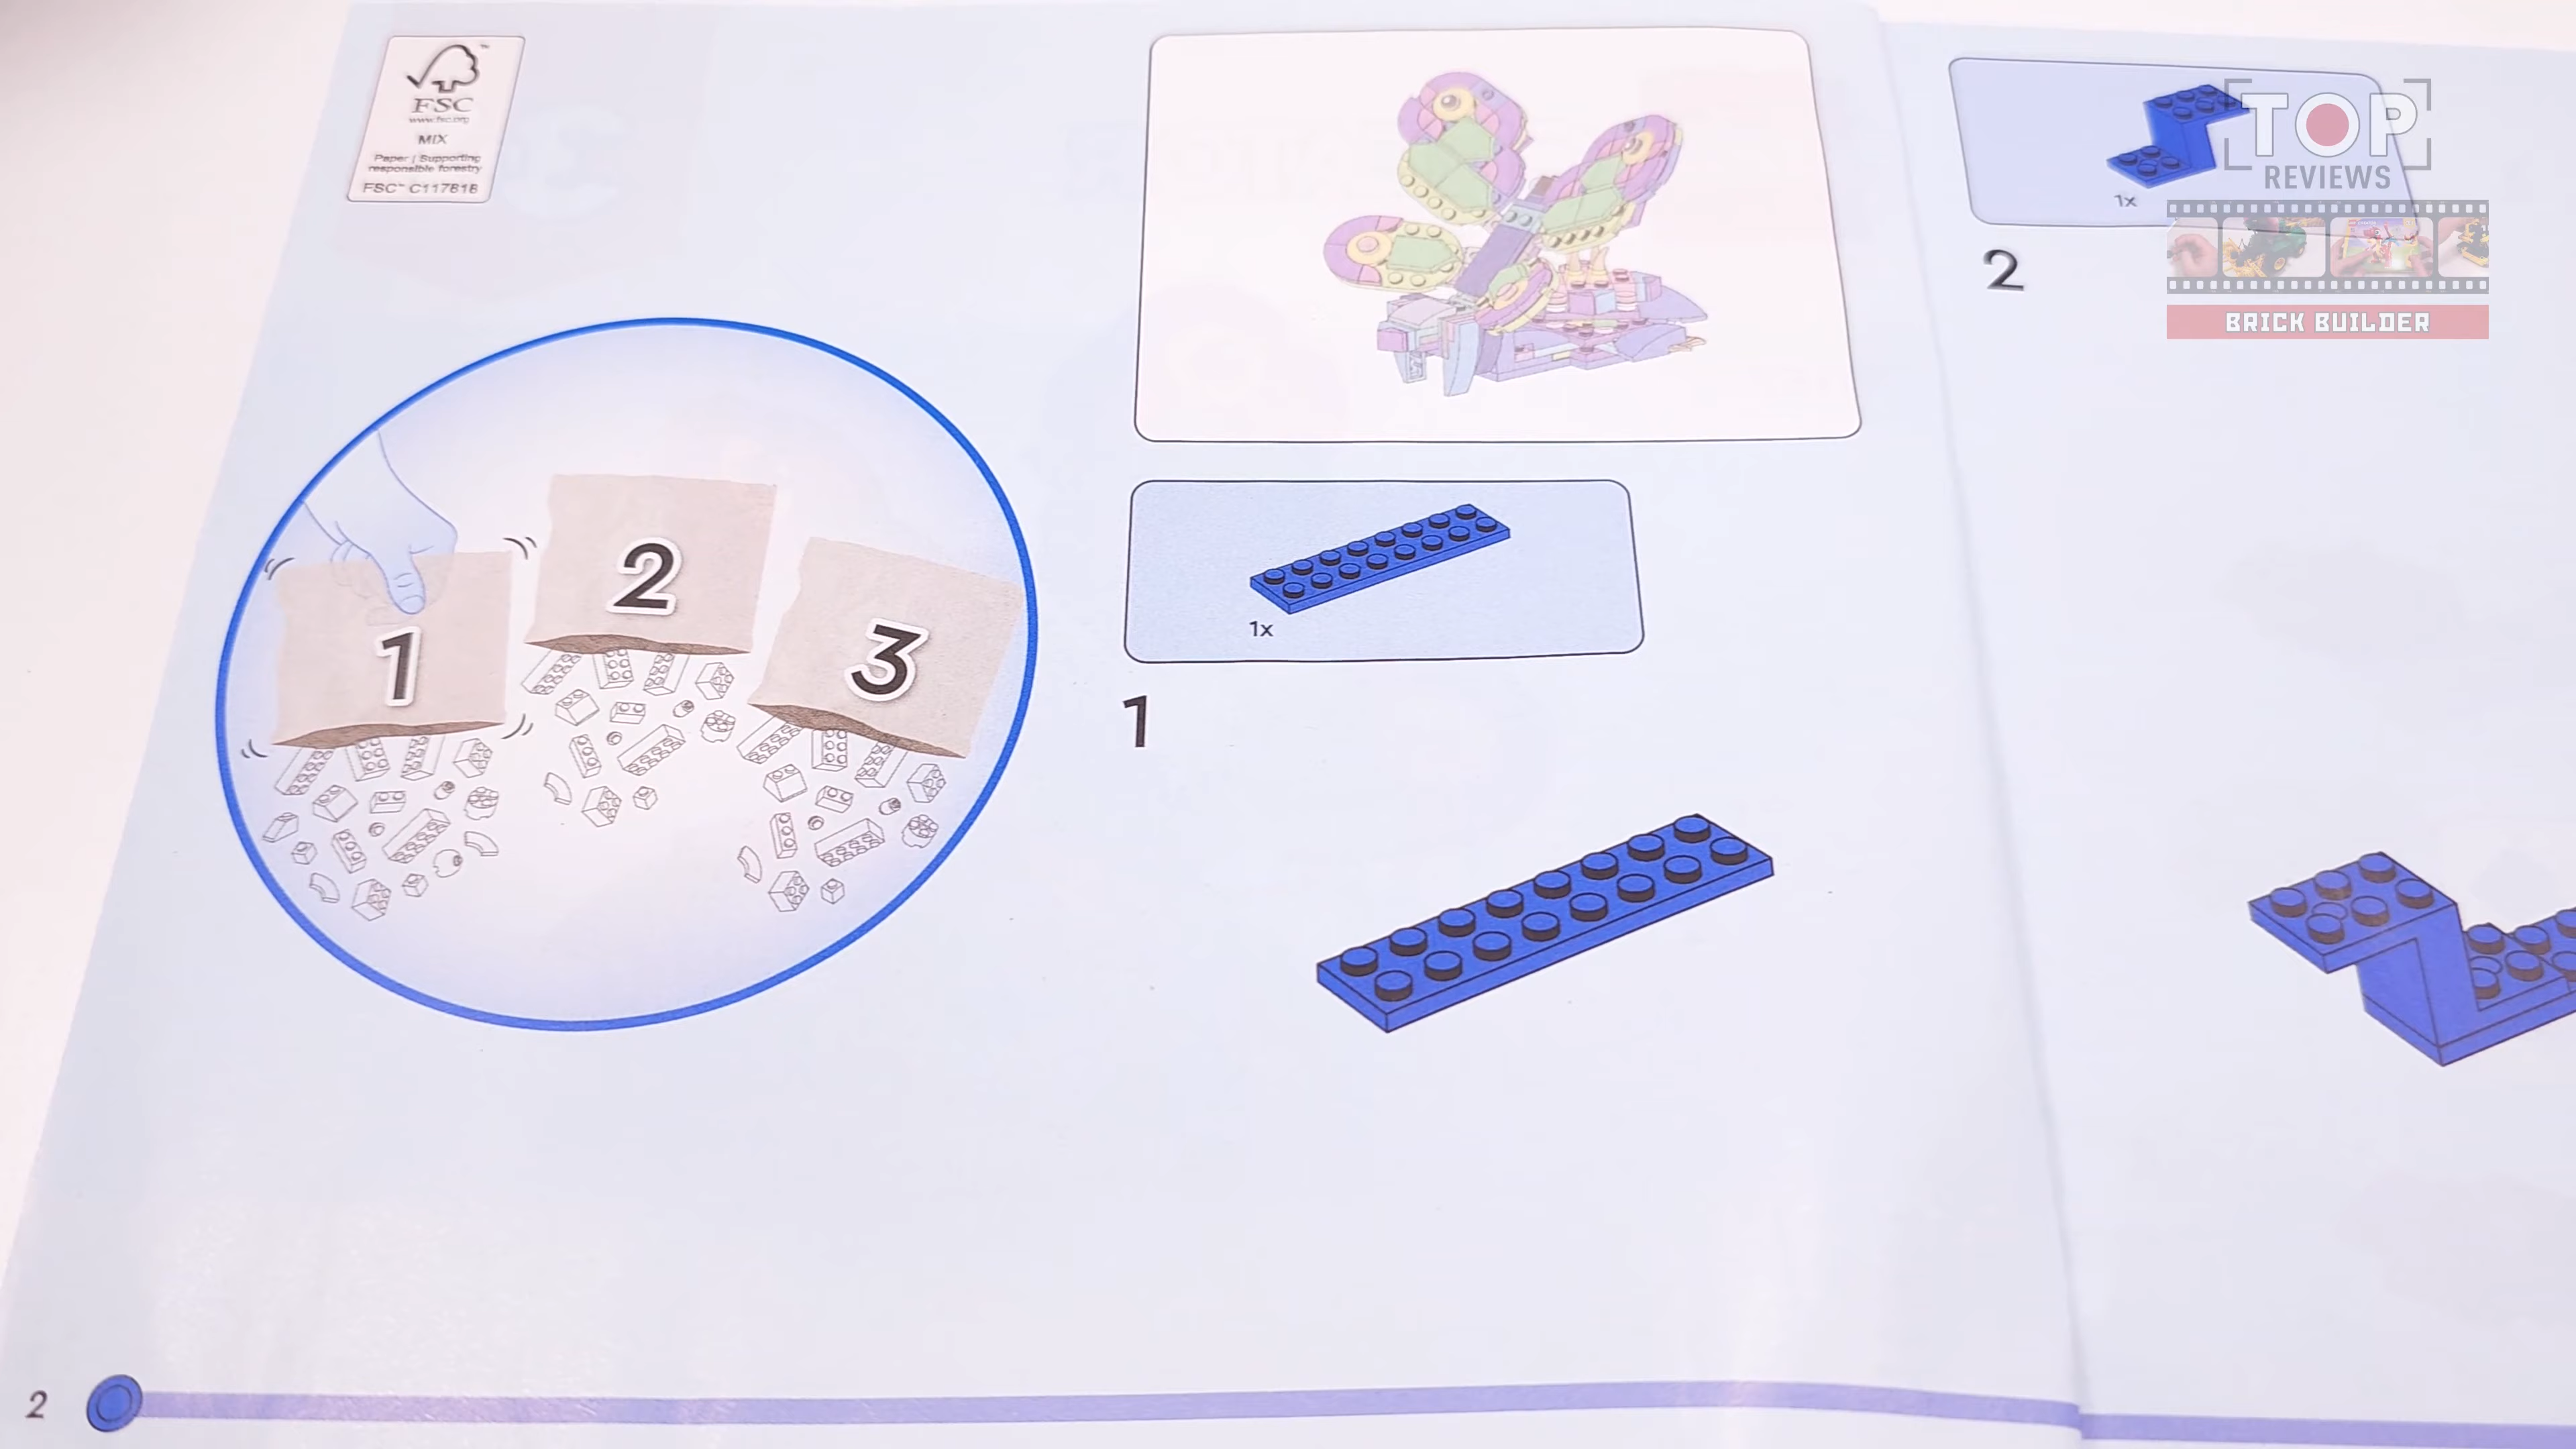 FSC
www.fsc.org
MIX
Paper | Supporting
responsible forestry
FSC™ C117818
1
2
3
1x
1
1x
2
TOP
REVIEWS
BRICK BUILDER
2